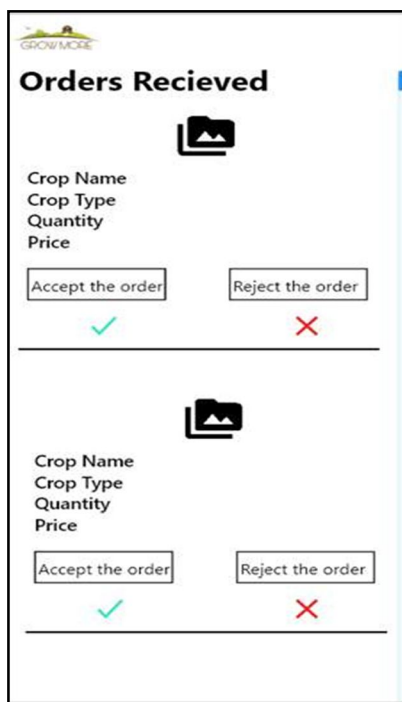 GROW MORE
Orders Recieved
Crop Name
Crop Type
Quantity
Price
Accept the order
Reject the order
Crop Name
Crop Type
Quantity
Price
Accept the order
Reject the order